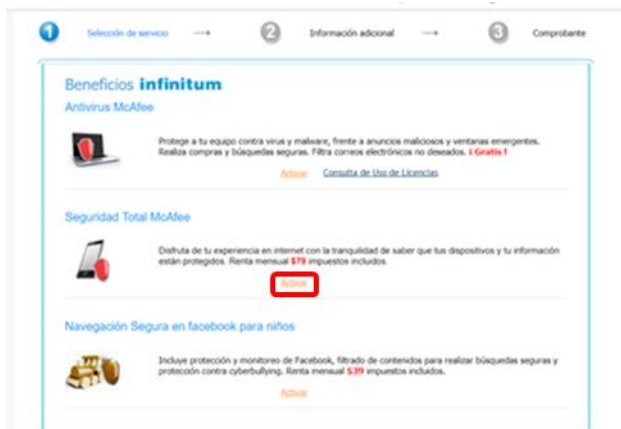 1 Selección de servicio → 2 Información adicional → 3 Comprobante
Beneficios infinitum
Antivirus McAfee
Protege a tu equipo contra virus y malware, frente a anuncios maliciosos y ventanas emergentes.
Realiza compras y búsquedas seguras. Filtra correos electrónicos no deseados. ¡ Gratis !
Activar Consulta de Uso de Licencias
Seguridad Total McAfee
Disfruta de tu experiencia en internet con la tranquilidad de saber que tus dispositivos y tu información
están protegidos. Renta mensual $79 impuestos incluidos.
Activar
Navegación Segura en facebook para niños
Incluye protección y monitoreo de Facebook, filtrado de contenidos para realizar búsquedas seguras y
protección contra cyberbullying. Renta mensual $39 impuestos incluidos.
Activar